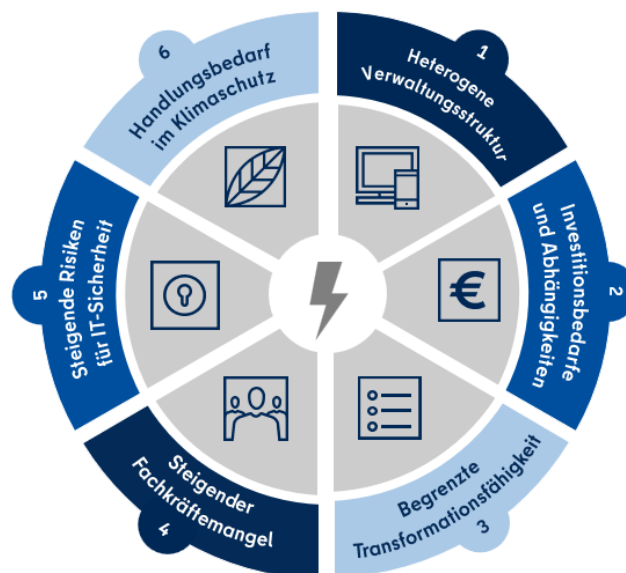 1
Heterogene
Verwaltungsstruktur
2
Investitionsbedarfe
und Abhängigkeiten
3
Begrenzte
Transformationsfähigkeit
4
Steigender
Fachkräftemangel
5
Steigende Risiken
für IT-Sicherheit
6
Handlungsbedarf
im Klimaschutz
€